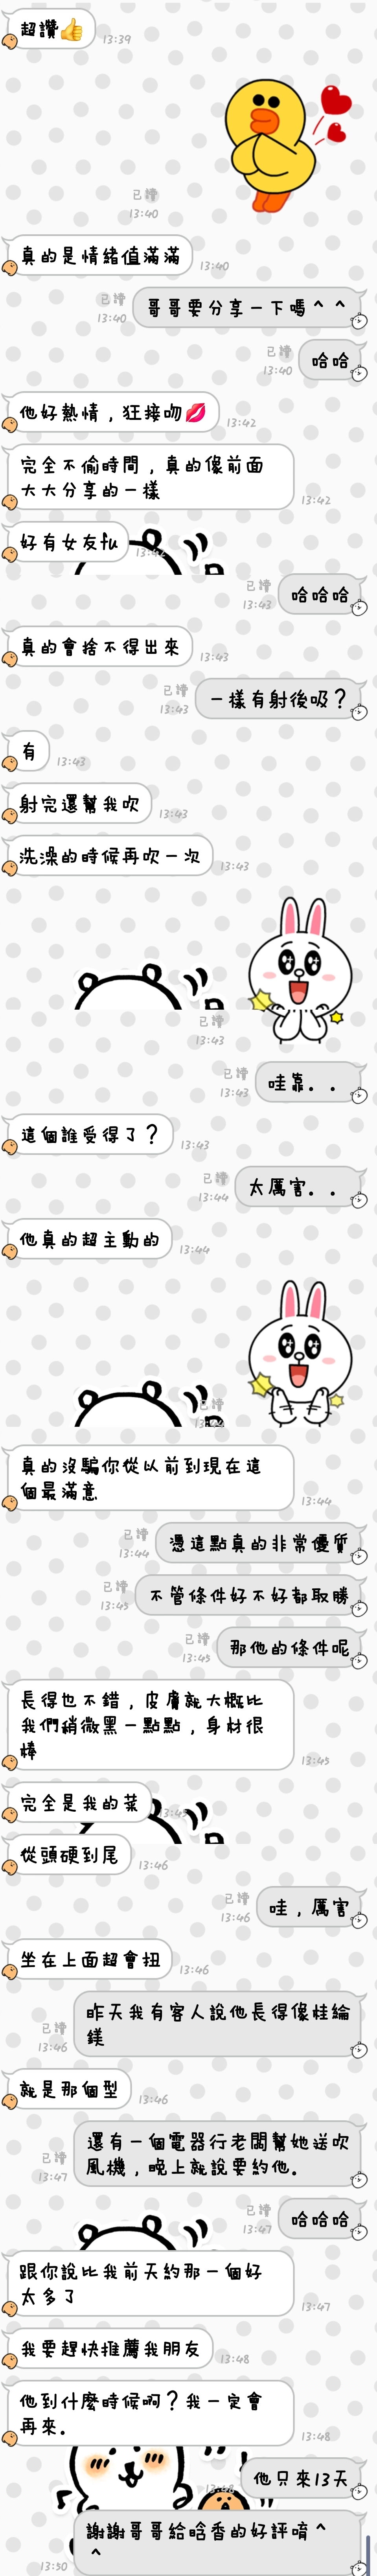 超讚👍
13:39
已讀
13:40
真的是情緒值滿滿
13:40
已讀
13:40
哥哥要分享一下嗎^ ^
已讀
13:40
哈哈
他好熱情，狂接吻💋
13:42
完全不偷時間，真的像前面
大大分享的一樣
13:42
好有女友fu
13:42
已讀
13:43
哈哈哈
真的會捨不得出來
13:43
已讀
13:43
一樣有射後吸？
有
13:43
射完還幫我吹
13:43
洗澡的時候再吹一次
13:43
已讀
13:43
已讀
13:43
哇靠．．
這個誰受得了？
13:43
已讀
13:44
太厲害．．
他真的超主動的
13:44
已讀
真的沒騙你從以前到現在這
個最滿意
13:44
已讀
13:44
憑這點真的非常優質
已讀
13:45
不管條件好不好都取勝
已讀
13:45
那他的條件呢
長得也不錯，皮膚就大概比
我們稍微黑一點點，身材很
棒
13:45
完全是我的菜
13:45
從頭硬到尾
13:46
已讀
13:46
哇，厲害
坐在上面超會扭
13:46
已讀
13:46
昨天我有客人說他長得像桂綸
鎂
就是那個型
13:46
已讀
13:47
還有一個電器行老闆幫她送吹
風機，晚上就說要約他。
已讀
13:47
哈哈哈
跟你說比我前天約那一個好
太多了
13:47
我要趕快推薦我朋友
13:48
他到什麼時候啊？我一定會
再來.
13:48
13:48
他只來13天
已讀
13:50
謝謝哥哥給晗香的好評唷^
^